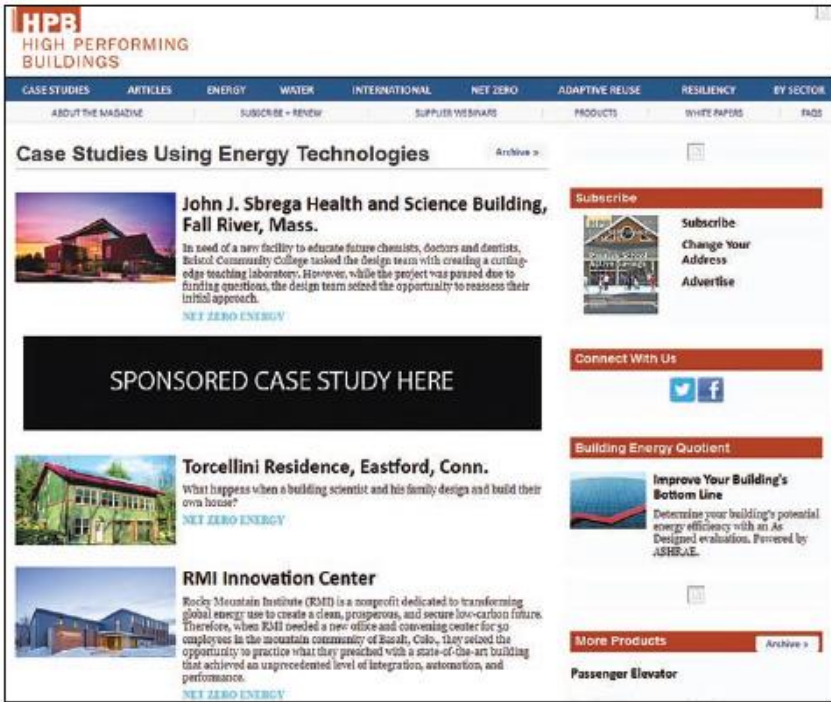 HPB
HIGH PERFORMING
BUILDINGS
CASE STUDIES ARTICLES ENERGY WATER INTERNATIONAL NET ZERO ADAPTIVE REUSE RESILIENCY BY SECTOR
ABOUT THE MAGAZINE SUBSCRIBE + RENEW SUPPLIER WEBINARS PRODUCTS WHITE PAPERS FAQS
Case Studies Using Energy Technologies
Archive »
John J. Sbrega Health and Science Building,
Fall River, Mass.
In need of a new facility to educate future chemists, doctors and dentists,
Bristol Community College tasked the design team with creating a cutting-
edge teaching laboratory. However, while the project was paused due to
funding questions, the design team seized the opportunity to reassess their
initial approach.
NET ZERO ENERGY
SPONSORED CASE STUDY HERE
Torcellini Residence, Eastford, Conn.
What happens when a building scientist and his family design and build their
own house?
NET ZERO ENERGY
RMI Innovation Center
Rocky Mountain Institute (RMI) is a nonprofit dedicated to transforming
global energy use to create a clean, prosperous, and secure low-carbon future.
Therefore, when RMI needed a new office and convening center for 50
employees in the mountain community of Basalt, Colo., they seized the
opportunity to practice what they preached with a state-of-the-art building
that achieved an unprecedented level of integration, automation, and
performance.
NET ZERO ENERGY
Subscribe
HPB
Subscribe
Change Your
Address
Advertise
Connect With Us
Building Energy Quotient
Improve Your Building's
Bottom Line
Determine your building's potential
energy efficiency with an As
Designed evaluation. Powered by
ASHRAE.
More Products
Archive »
Passenger Elevator